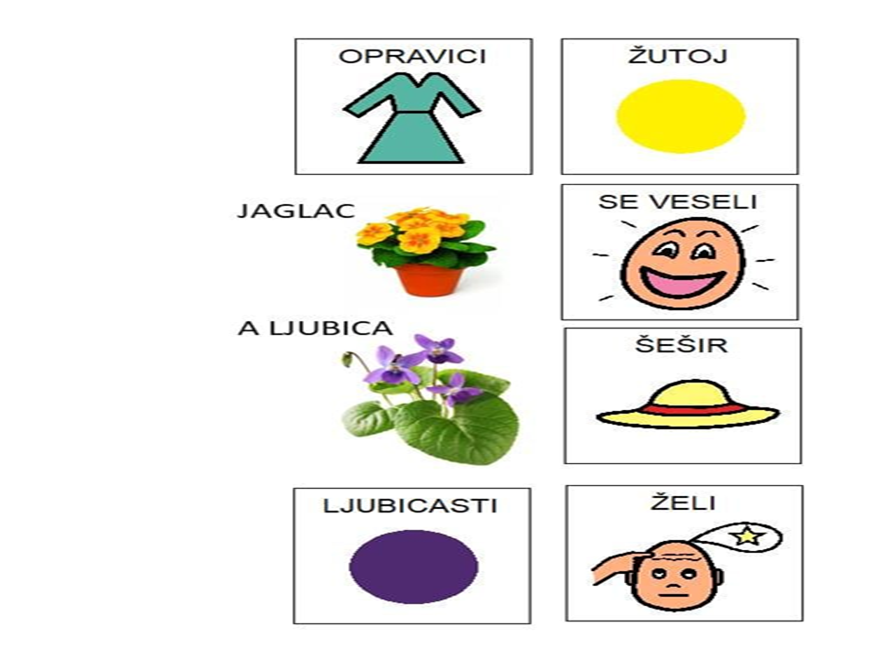 OPRAVICI ŽUTOJ
JAGLAC SE VESELI
A LJUBICA ŠEŠIR
LJUBICASTI ŽELI